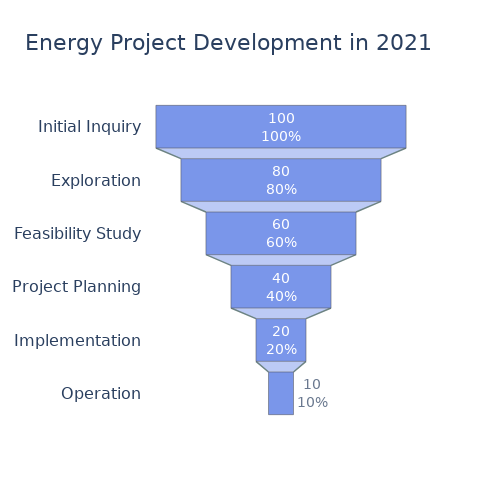 Energy Project Development in 2021
Initial Inquiry
100
100%
Exploration
80
80%
Feasibility Study
60
60%
Project Planning
40
40%
Implementation
20
20%
Operation
10
10%